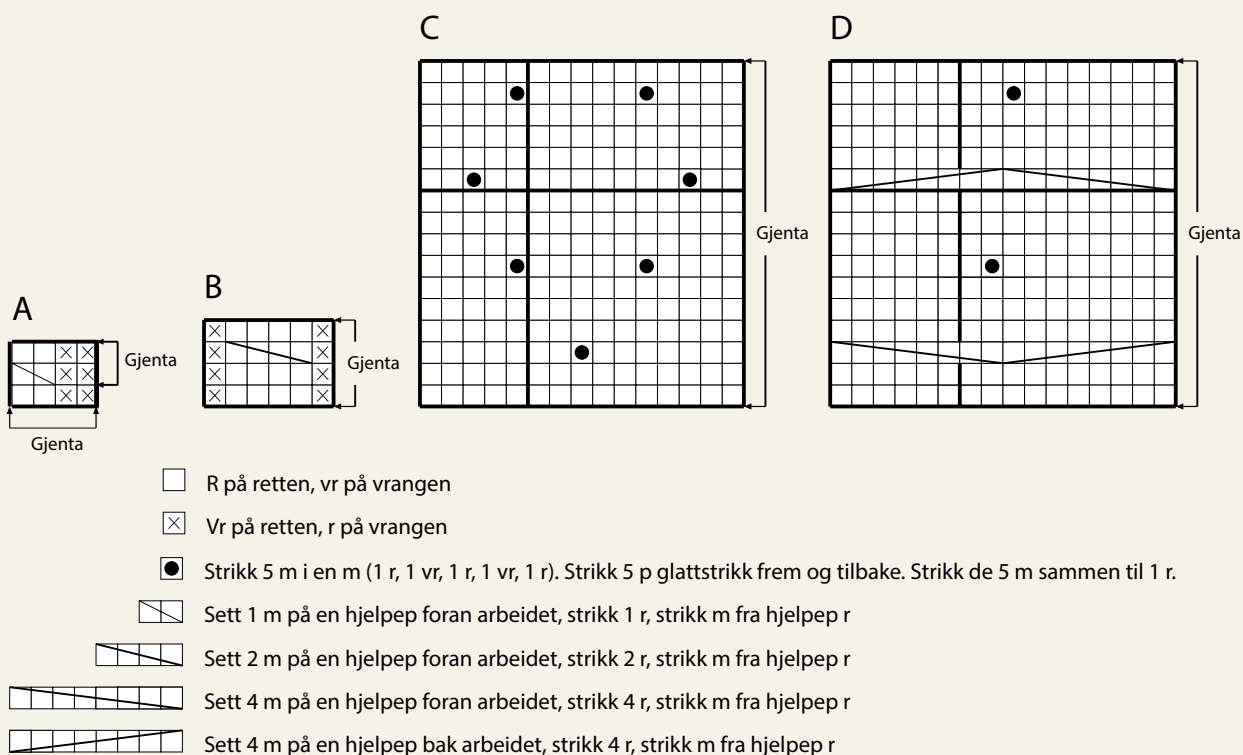 C
D
Gjenta
Gjenta
B
A
Gjenta
Gjenta
Gjenta
R på retten, vr på vrangen
Vr på retten, r på vrangen
Strikk 5 m i en m (1 r, 1 vr, 1 r, 1 vr, 1 r). Strikk 5 p glattstrikk frem og tilbake. Strikk de 5 m sammen til 1 r.
Sett 1 m på en hjelpep foran arbeidet, strikk 1 r, strikk m fra hjelpep r
Sett 2 m på en hjelpep foran arbeidet, strikk 2 r, strikk m fra hjelpep r
Sett 4 m på en hjelpep foran arbeidet, strikk 4 r, strikk m fra hjelpep r
Sett 4 m på en hjelpep bak arbeidet, strikk 4 r, strikk m fra hjelpep r